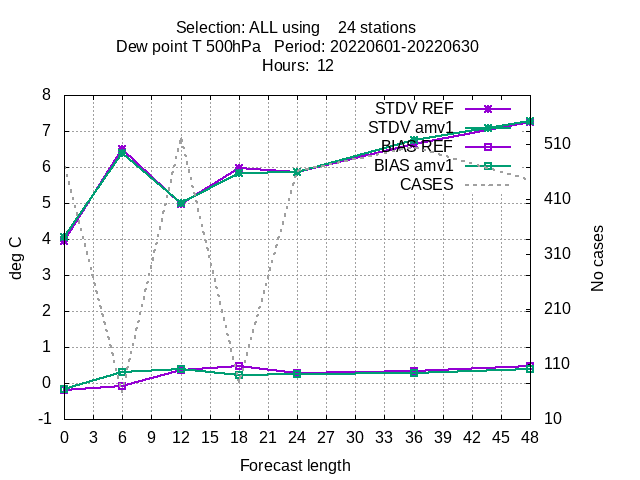 Selection: ALL using    24 stations
Dew point T 500hPa   Period: 20220601-20220630
Hours:  12
8
7
6
5
4
3
2
1
0
-1
deg C
STDV REF
STDV amv1
BIAS REF
BIAS amv1
CASES
510
410
310
210
110
10
No cases
0 3 6 9 12 15 18 21 24 27 30 33 36 39 42 45 48
Forecast length